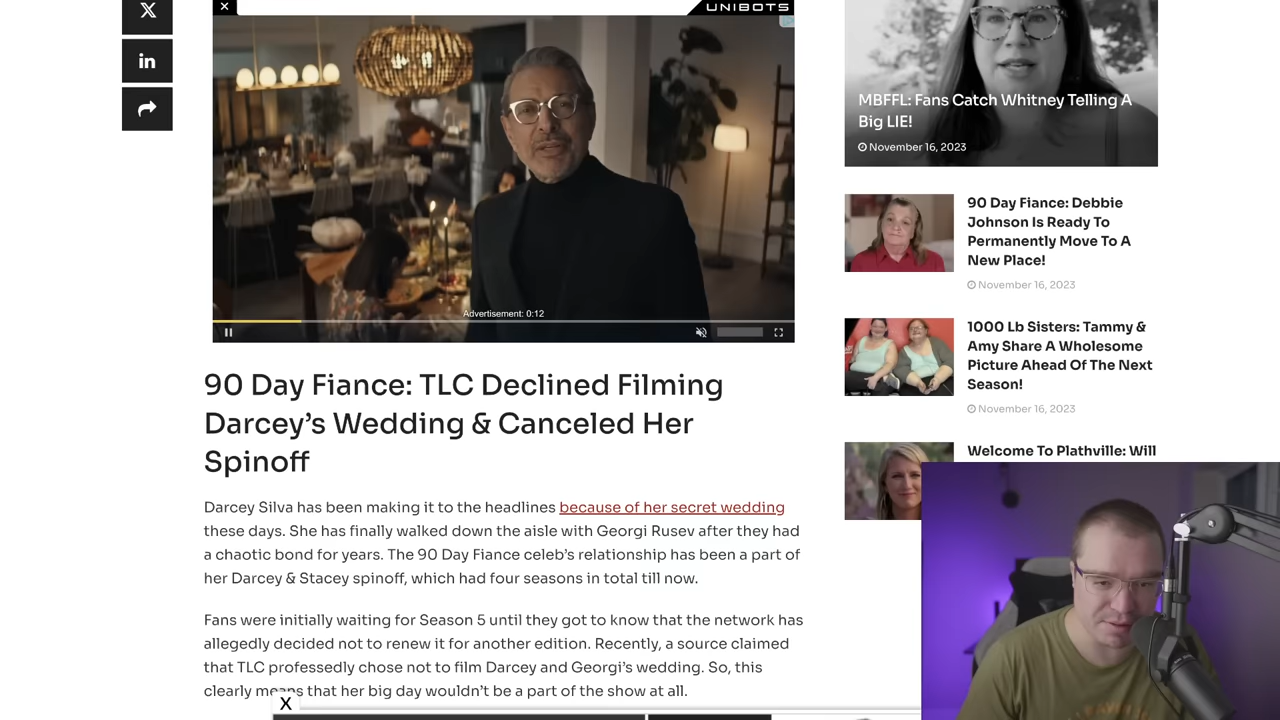 UNIBOTS
Advertisement: 0:12
90 Day Fiance: TLC Declined Filming
Darcey’s Wedding & Canceled Her
Spinoff
Darcey Silva has been making it to the headlines because of her secret wedding
these days. She has finally walked down the aisle with Georgi Rusev after they had
a chaotic bond for years. The 90 Day Fiance celeb’s relationship has been a part of
her Darcey & Stacey spinoff, which had four seasons in total till now.
Fans were initially waiting for Season 5 until they got to know that the network has
allegedly decided not to renew it for another edition. Recently, a source claimed
that TLC professedly chose not to film Darcey and Georgi’s wedding. So, this
clearly means that her big day wouldn’t be a part of the show at all.
X
MBFFL: Fans Catch Whitney Telling A
Big LIE!
November 16, 2023
90 Day Fiance: Debbie
Johnson Is Ready To
Permanently Move To A
New Place!
November 16, 2023
1000 Lb Sisters: Tammy &
Amy Share A Wholesome
Picture Ahead Of The Next
Season!
November 16, 2023
Welcome To Plathville: Will